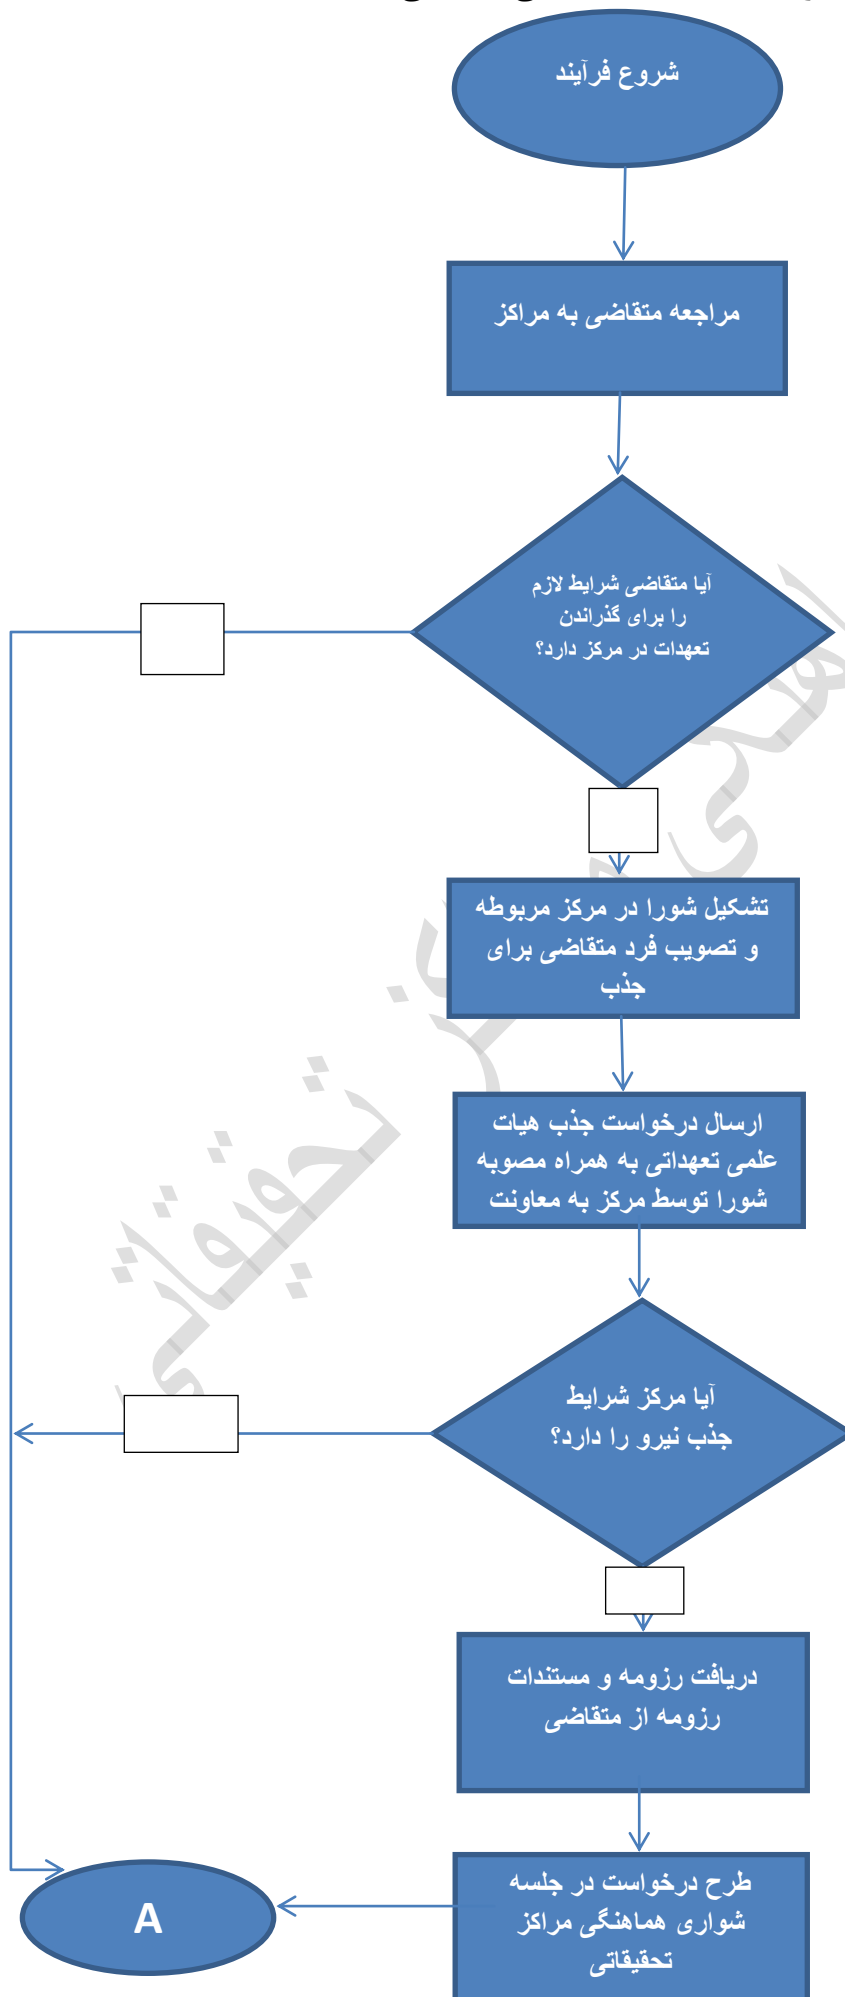 شروع فرآیند
مراجعه متقاضی به مراکز
آیا متقاضی شرایط لازم
را برای گذراندن
تعهدات در مرکز دارد؟
تشکیل شورا در مرکز مربوطه
و تصویب فرد متقاضی برای
جذب
ارسال درخواست جذب هیات
علمی تعهداتی به همراه مصوبه
شورا توسط مرکز به معاونت
آیا مرکز شرایط
جذب نیرو را دارد؟
دریافت رزومه و مستندات
رزومه از متقاضی
طرح درخواست در جلسه
شواری هماهنگی مراکز
تحقیقاتی
A